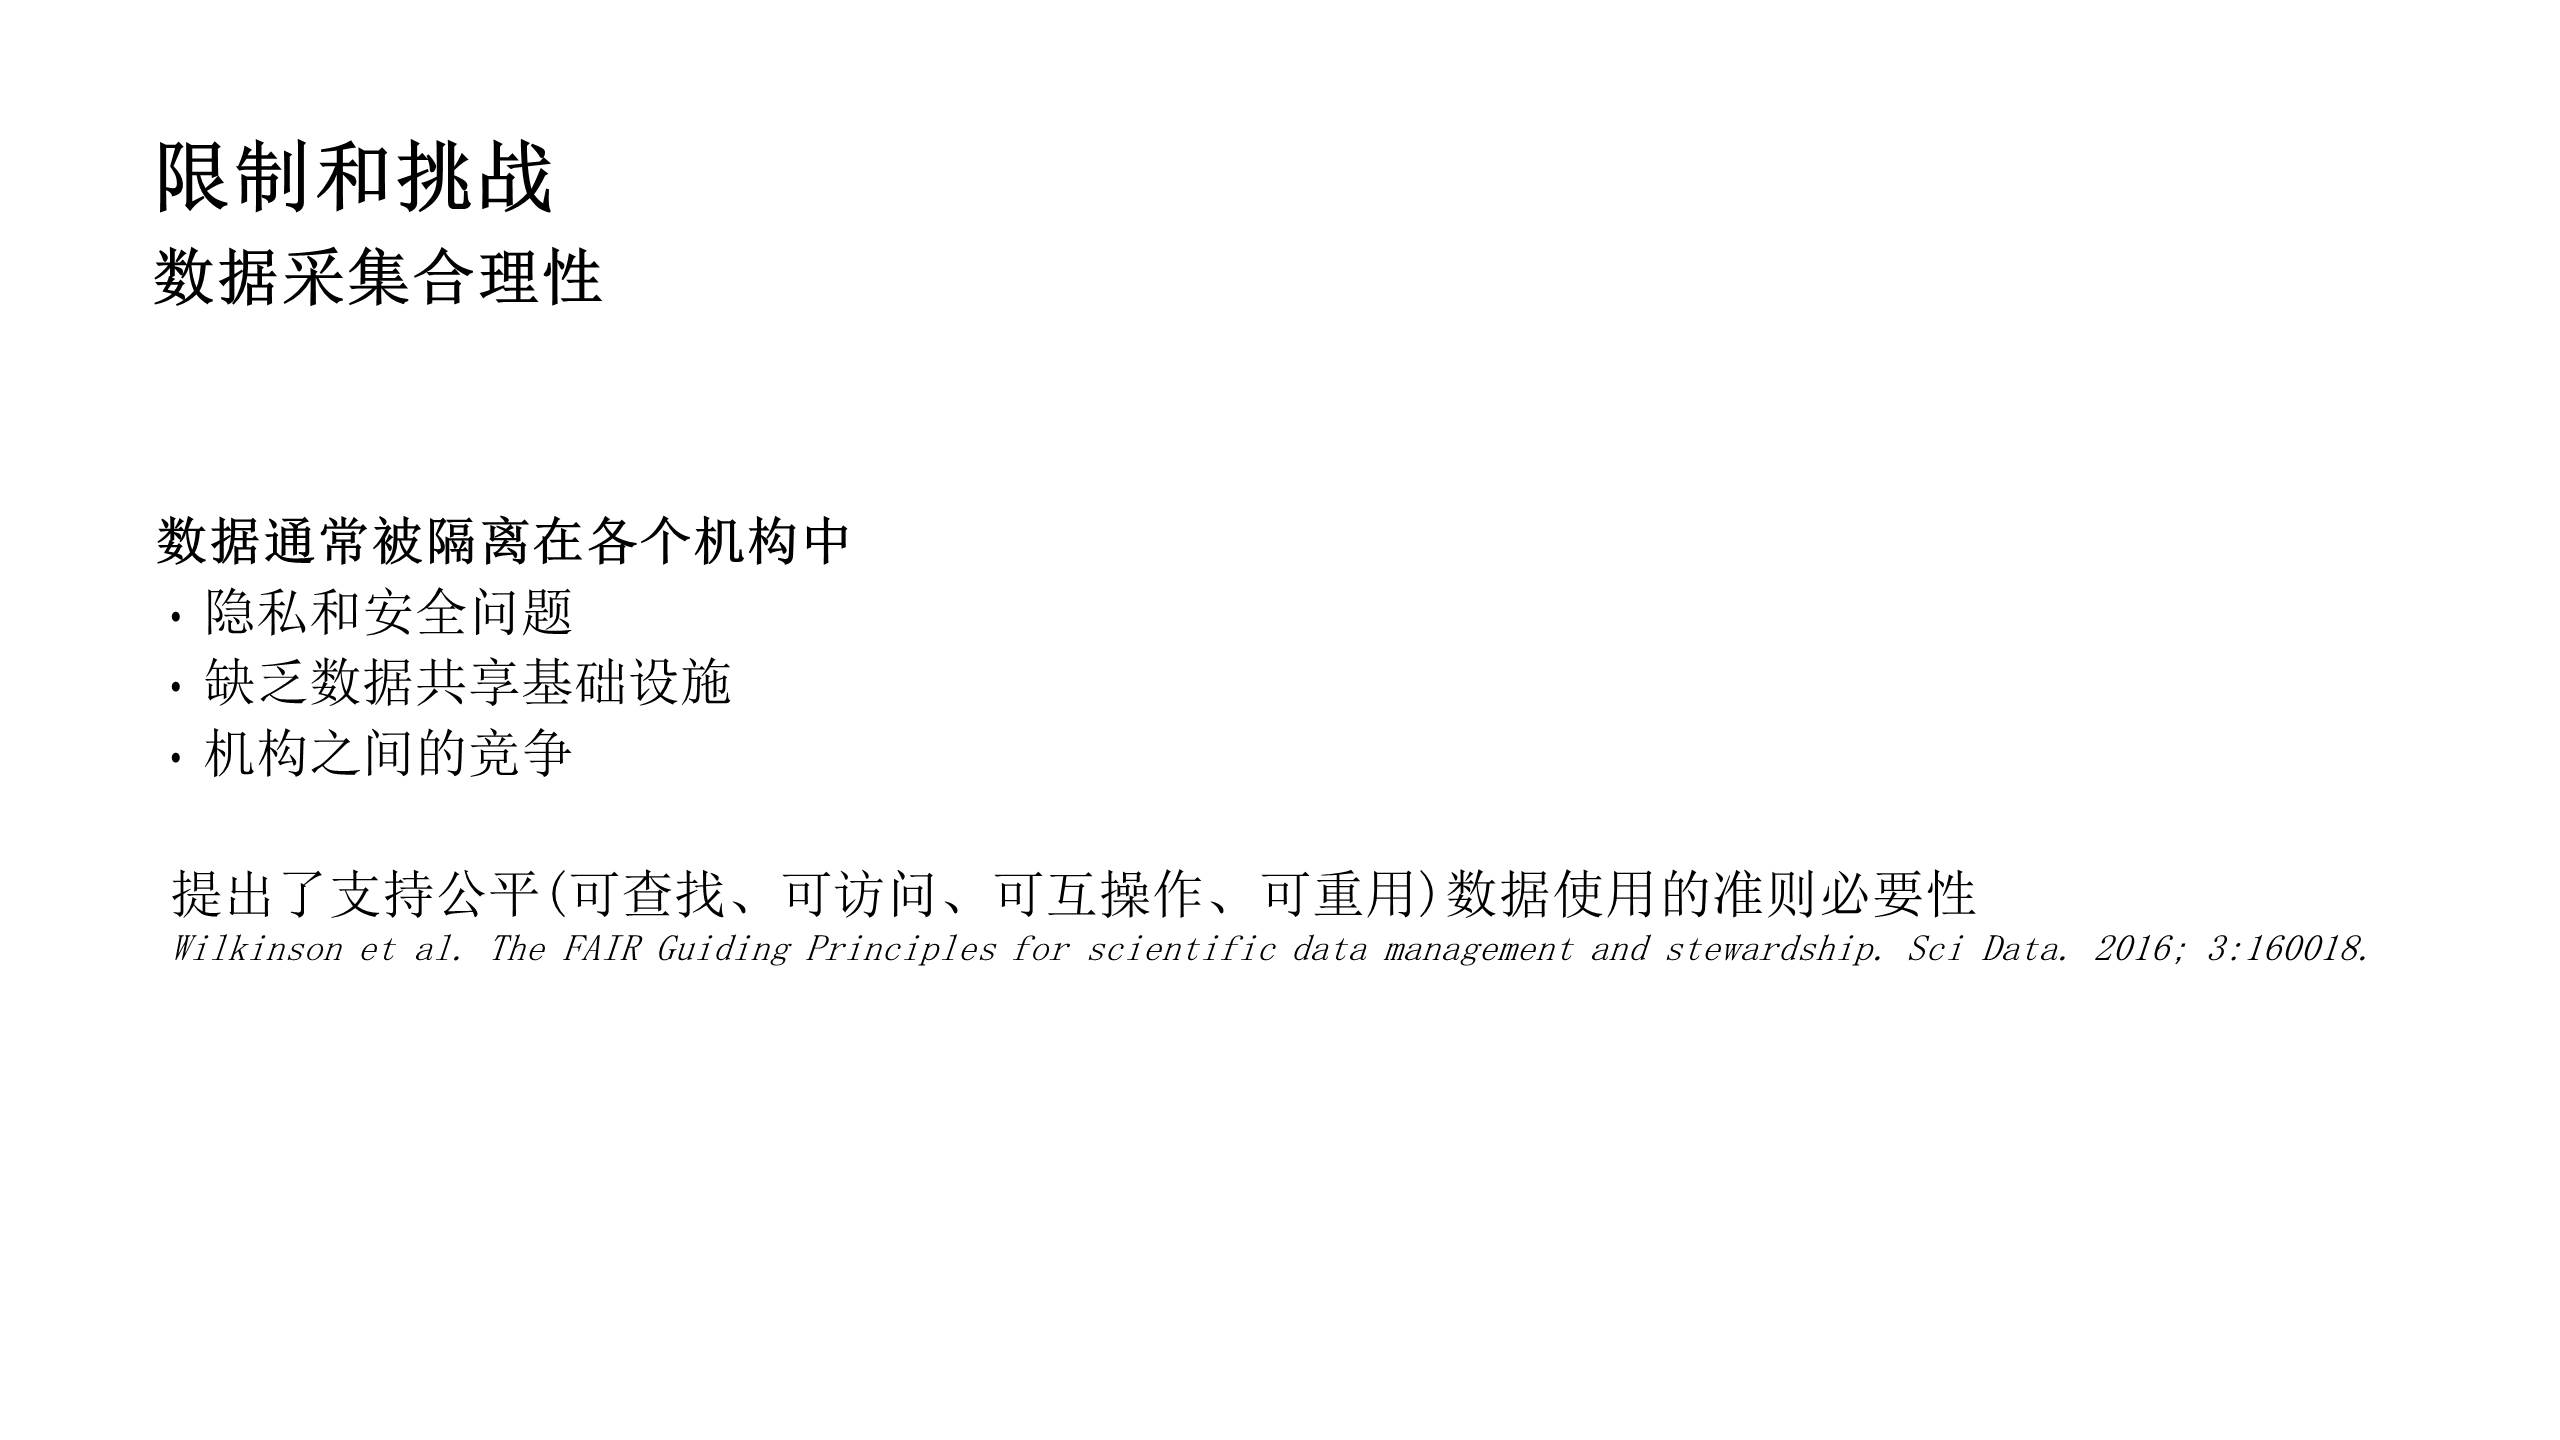 限制和挑战
数据采集合理性
数据通常被隔离在各个机构中
• 隐私和安全问题
• 缺乏数据共享基础设施
• 机构之间的竞争
提出了支持公平(可查找、可访问、可互操作、可重用)数据使用的准则必要性
Wilkinson et al. The FAIR Guiding Principles for scientific data management and stewardship. Sci Data. 2016; 3:160018.